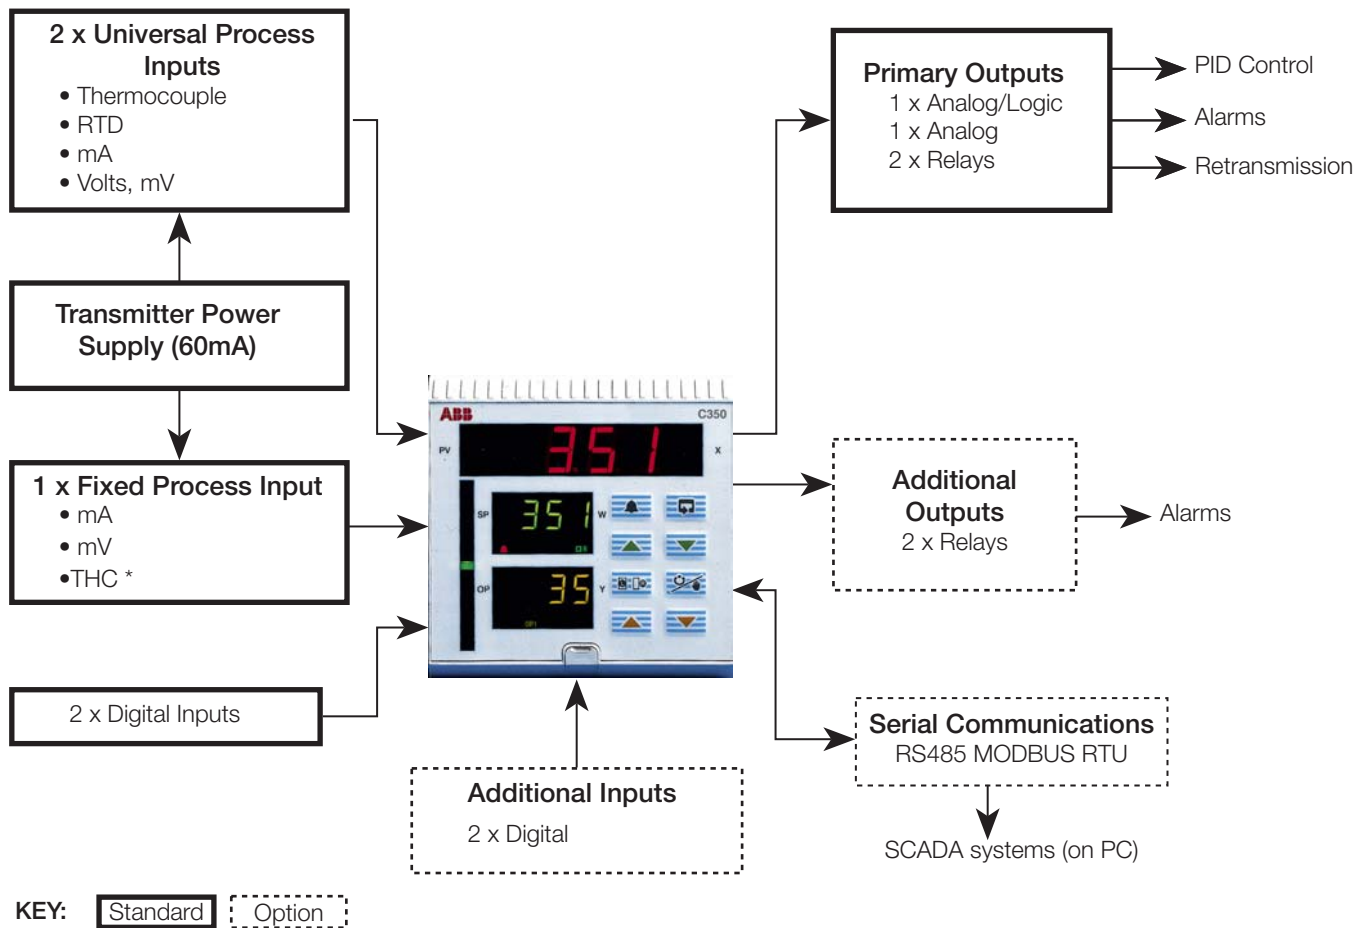 2 x Universal Process
Inputs
• Thermocouple
• RTD
• mA
• Volts, mV
Transmitter Power
Supply (60mA)
1 x Fixed Process Input
• mA
• mV
•THC *
2 x Digital Inputs
Primary Outputs
1 x Analog/Logic
1 x Analog
2 x Relays
PID Control
Alarms
Retransmission
ABB
C350
PV
351
X
SP
351
W
OP
35
Y
OP1
Additional
Outputs
2 x Relays
Alarms
Serial Communications
RS485 MODBUS RTU
SCADA systems (on PC)
Additional Inputs
2 x Digital
KEY:
Standard
Option